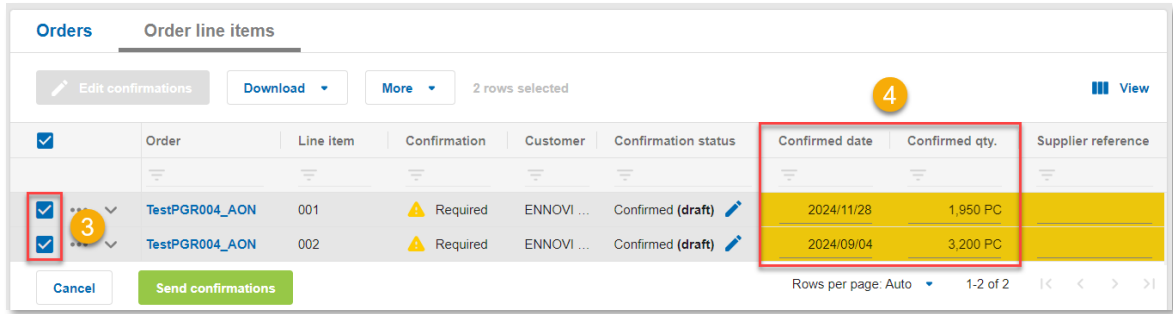 Orders Order line items
Edit confirmations Download More 2 rows selected 4 View
Order Line item Confirmation Customer Confirmation status Confirmed date Confirmed qty. Supplier reference
3
TestPGR004_AON 001 Required ENNOVI ... Confirmed (draft) 2024/11/28 1,950 PC
TestPGR004_AON 002 Required ENNOVI ... Confirmed (draft) 2024/09/04 3,200 PC
Cancel Send confirmations Rows per page: Auto 1-2 of 2